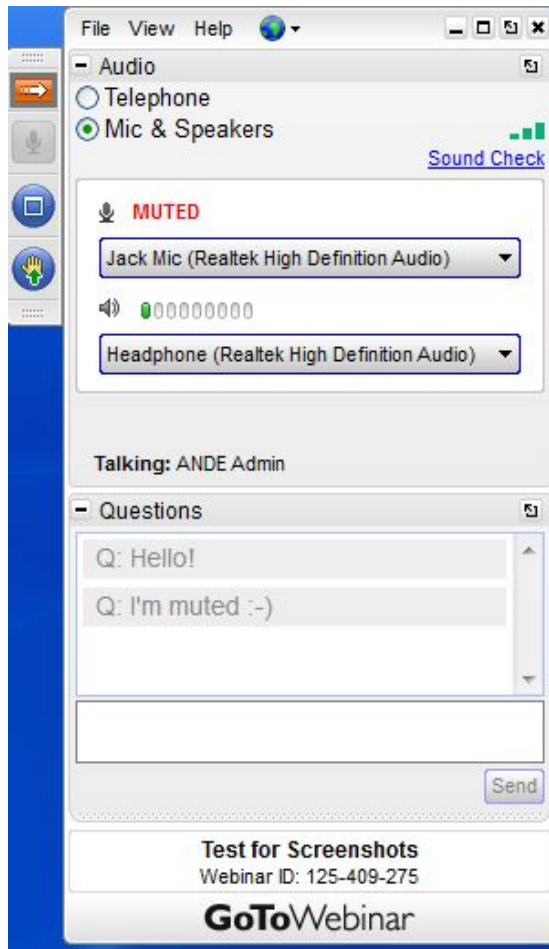 File View Help
Audio
Telephone
Mic & Speakers
Sound Check
MUTED
Jack Mic (Realtek High Definition Audio)
Headphone (Realtek High Definition Audio)
Talking: ANDE Admin
Questions
Q: Hello!
Q: I'm muted :-)
Send
Test for Screenshots
Webinar ID: 125-409-275
GoToWebinar